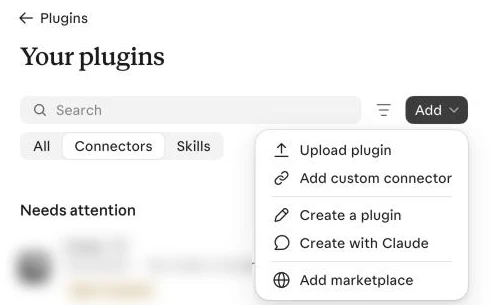 Plugins
Your plugins
Search
Add
All Connectors Skills
Upload plugin
Add custom connector
Create a plugin
Create with Claude
Add marketplace
Needs attention